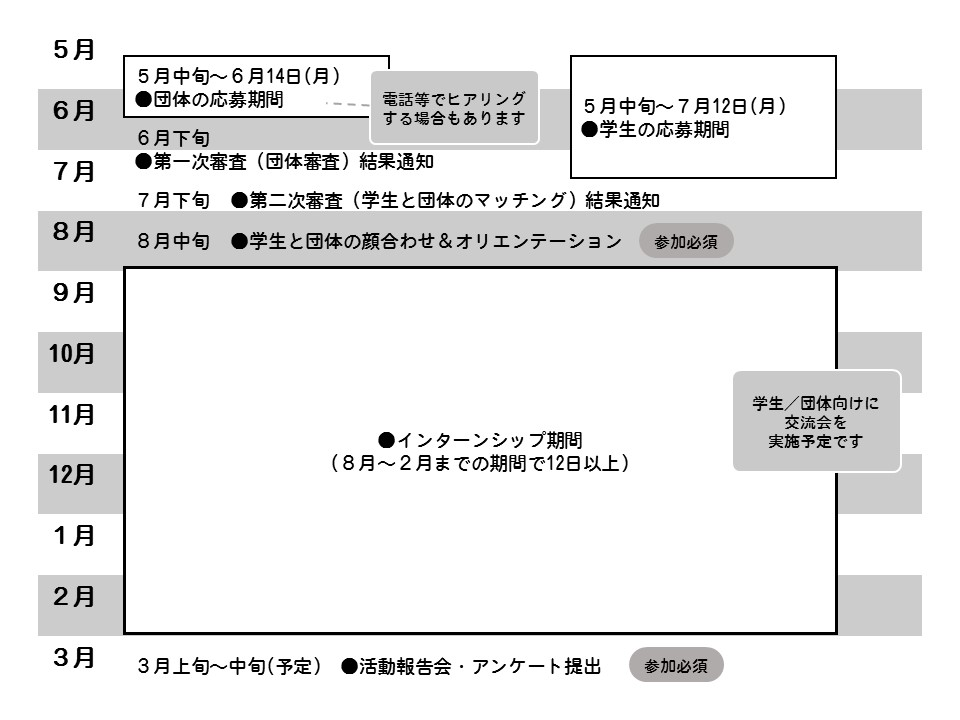 ５月
５月中旬～６月14日(月)
●団体の応募期間
電話等でヒアリング
する場合もあります
５月中旬～７月12日(月)
●学生の応募期間
６月
６月下旬
●第一次審査（団体審査）結果通知
７月
７月下旬　●第二次審査（学生と団体のマッチング）結果通知
８月
８月中旬　●学生と団体の顔合わせ＆オリエンテーション
参加必須
９月
10月
11月
12月
１月
２月
●インターンシップ期間
（８月～２月までの期間で12日以上）
学生／団体向けに
交流会を
実施予定です
３月
３月上旬～中旬(予定)　●活動報告会・アンケート提出
参加必須